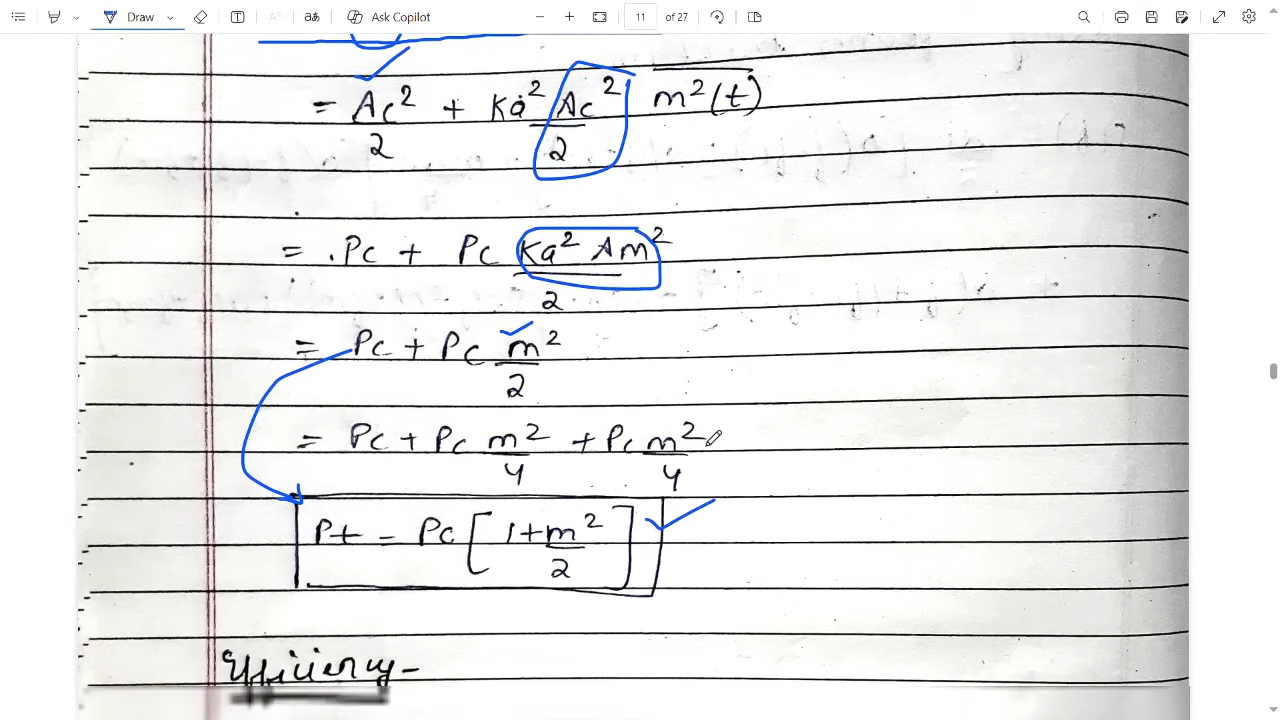 Draw
Ask Copilot
11 of 27
= Ac²/2 + Ka² Ac²/2 m²(t)
= .Pc + Pc Ka² Am²/2
= Pc + Pc m²/2
= Pc + Pc m²/4 + Pc m²/4
Pt = Pc [1 + m²/2]
Efficiency -